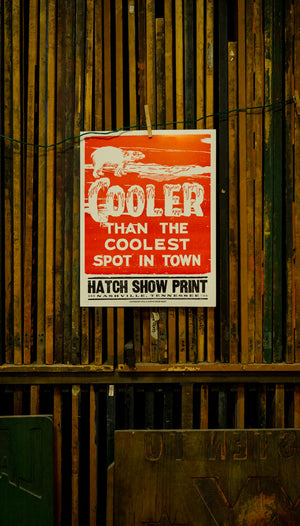 COOLER
THAN THE
COOLEST
SPOT IN TOWN
HATCH SHOW PRINT
NASHVILLE, TENNESSEE